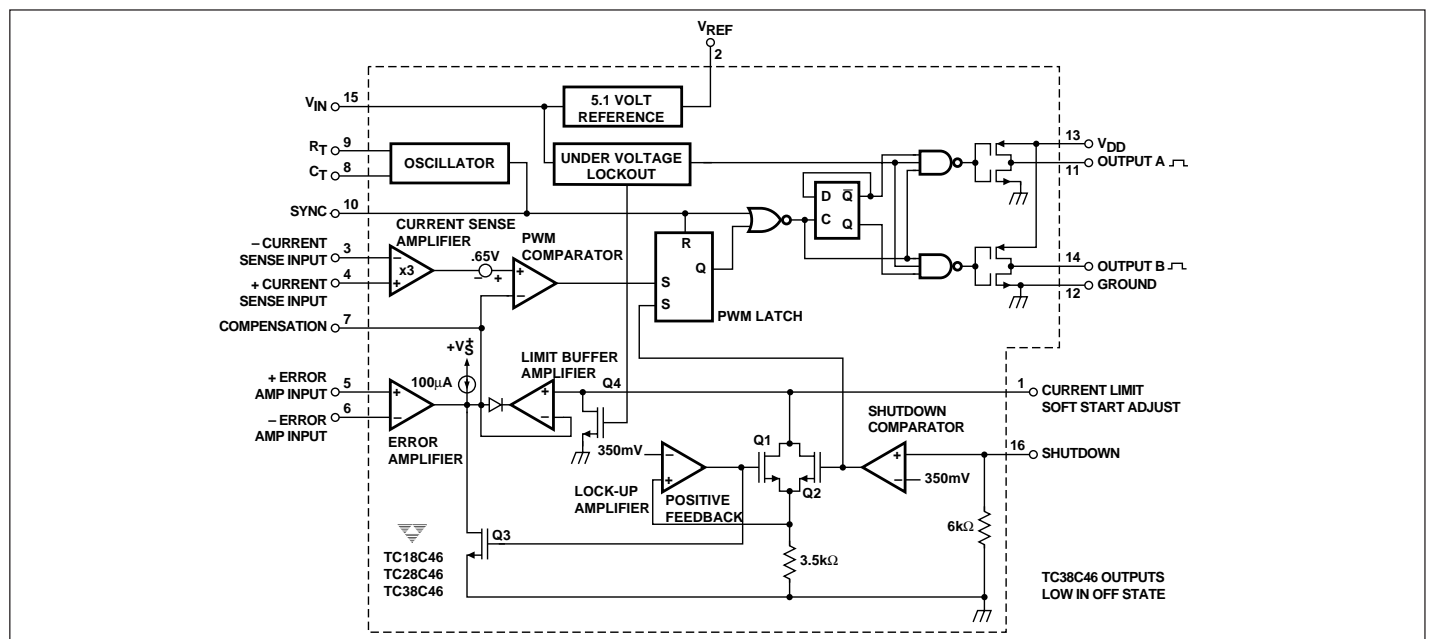 VREF
2
VIN 15
5.1 VOLT
REFERENCE
RT 9
CT 8
OSCILLATOR
UNDER VOLTAGE
LOCKOUT
13 VDD
OUTPUT A
11
SYNC 10
D Q
C Q
CURRENT SENSE
AMPLIFIER
PWM
COMPARATOR
.65V
– +
R
Q
S
S
PWM LATCH
– CURRENT
SENSE INPUT
3
–
x3
+
+ CURRENT
SENSE INPUT
4
+
–
14 OUTPUT B
GROUND
12
COMPENSATION 7
+VS+
100µA
LIMIT BUFFER
AMPLIFIER
+
–
Q4
+ ERROR
AMP INPUT
5
+
–
– ERROR
AMP INPUT
6
ERROR
AMPLIFIER
1 CURRENT LIMIT
SOFT START ADJUST
SHUTDOWN
COMPARATOR
16 SHUTDOWN
+
–
350mV
350mV
–
+
Q1
Q2
LOCK-UP
AMPLIFIER
POSITIVE
FEEDBACK
6kΩ
3.5kΩ
Q3
TC18C46
TC28C46
TC38C46
TC38C46 OUTPUTS
LOW IN OFF STATE